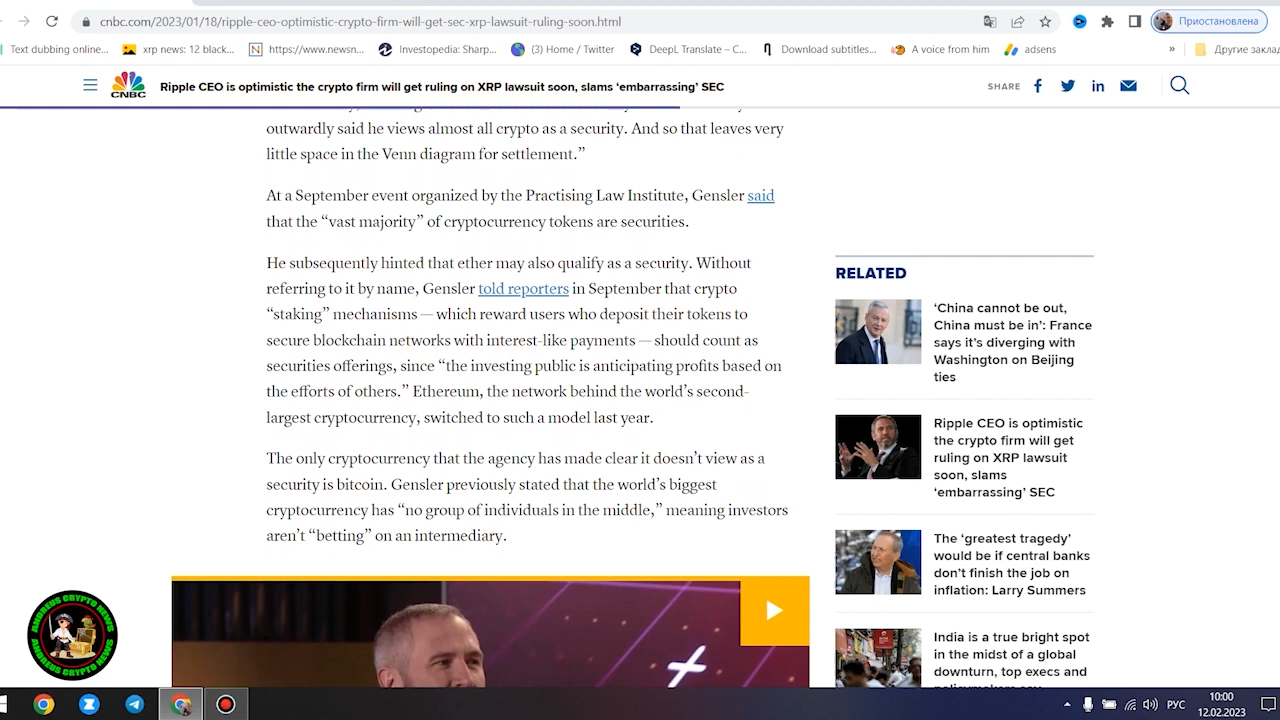 cnbc.com/2023/01/18/ripple-ceo-optimistic-crypto-firm-will-get-sec-xrp-lawsuit-ruling-soon.html
Приостановлена
Text dubbing online...
xrp news: 12 black...
https://www.newsn...
Investopedia: Sharp...
(3) Home / Twitter
DeepL Translate – C...
Download subtitles...
A voice from him
adsens
»
Другие закла
CNBC
Ripple CEO is optimistic the crypto firm will get ruling on XRP lawsuit soon, slams ‘embarrassing’ SEC
SHARE
outwardly said he views almost all crypto as a security. And so that leaves very
little space in the Venn diagram for settlement.”
At a September event organized by the Practising Law Institute, Gensler said
that the “vast majority” of cryptocurrency tokens are securities.
He subsequently hinted that ether may also qualify as a security. Without
referring to it by name, Gensler told reporters in September that crypto
“staking” mechanisms — which reward users who deposit their tokens to
secure blockchain networks with interest-like payments — should count as
securities offerings, since “the investing public is anticipating profits based on
the efforts of others.” Ethereum, the network behind the world’s second-
largest cryptocurrency, switched to such a model last year.
The only cryptocurrency that the agency has made clear it doesn’t view as a
security is bitcoin. Gensler previously stated that the world’s biggest
cryptocurrency has “no group of individuals in the middle,” meaning investors
aren’t “betting” on an intermediary.
RELATED
‘China cannot be out,
China must be in’: France
says it’s diverging with
Washington on Beijing
ties
Ripple CEO is optimistic
the crypto firm will get
ruling on XRP lawsuit
soon, slams
‘embarrassing’ SEC
The ‘greatest tragedy’
would be if central banks
don’t finish the job on
inflation: Larry Summers
India is a true bright spot
in the midst of a global
downturn, top execs and
ANDREUS CRYPTO NEWS
ANDREUS CRYPTO NEWS
РУС
10:00
12.02.2023